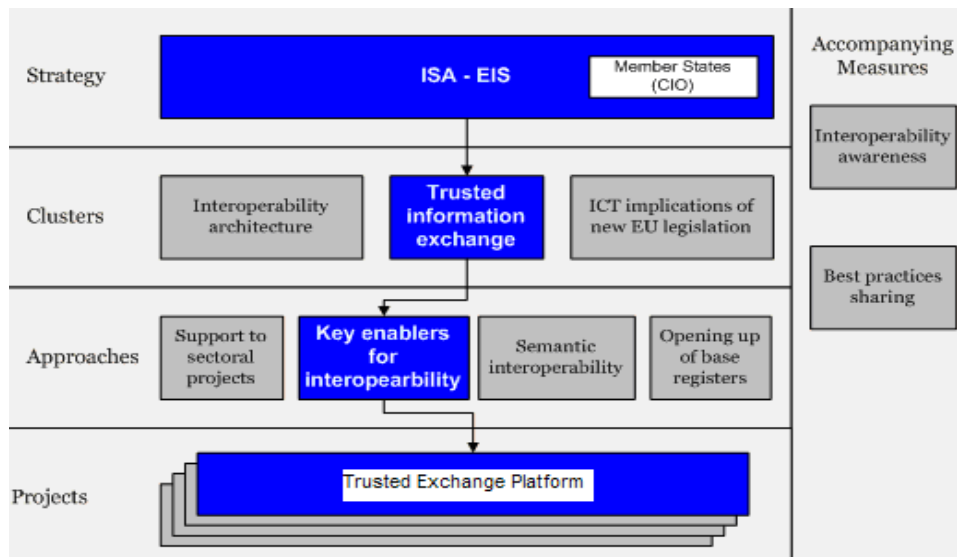 Strategy
ISA - EIS
Member States
(CIO)
Accompanying
Measures
Interoperability
awareness
Best practices
sharing
Clusters
Interoperability
architecture
Trusted
information
exchange
ICT implications of
new EU legislation
Approaches
Support to
sectoral
projects
Key enablers
for
interopearbility
Semantic
interoperability
Opening up
of base
registers
Projects
Trusted Exchange Platform